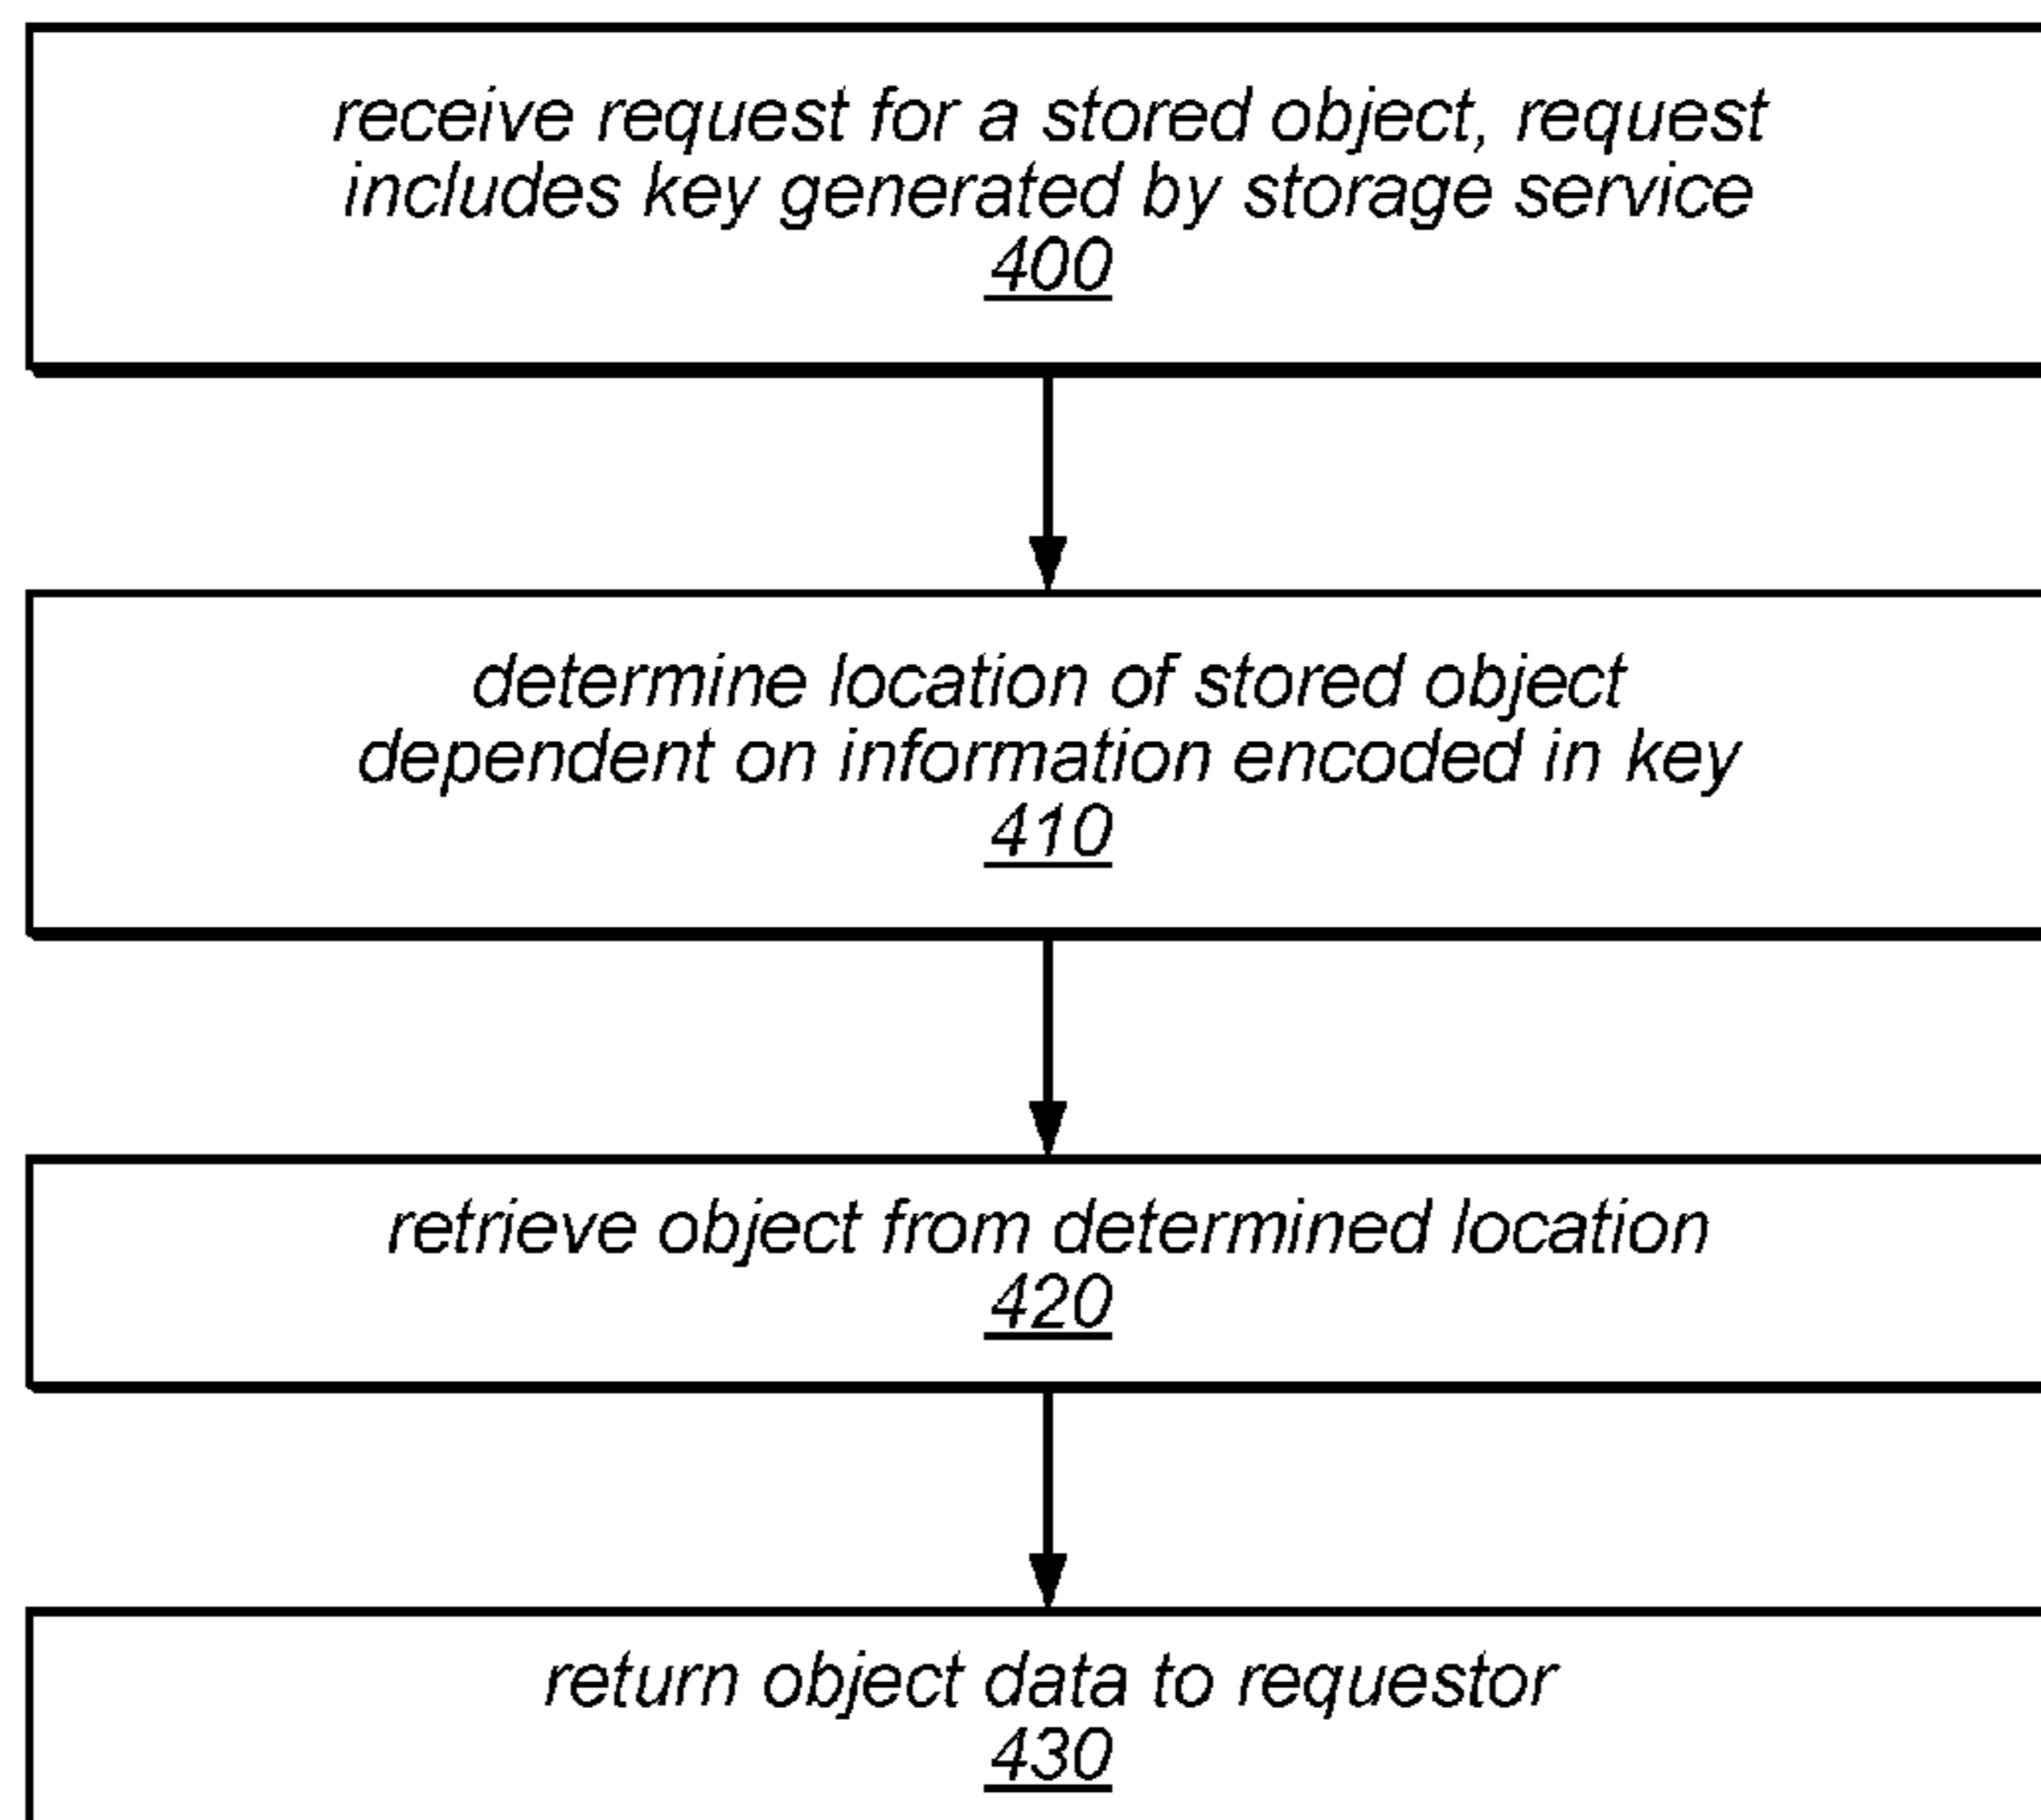 receive request for a stored object, request
includes key generated by storage service
400
determine location of stored object
dependent on information encoded in key
410
retrieve object from determined location
420
return object data to requestor
430